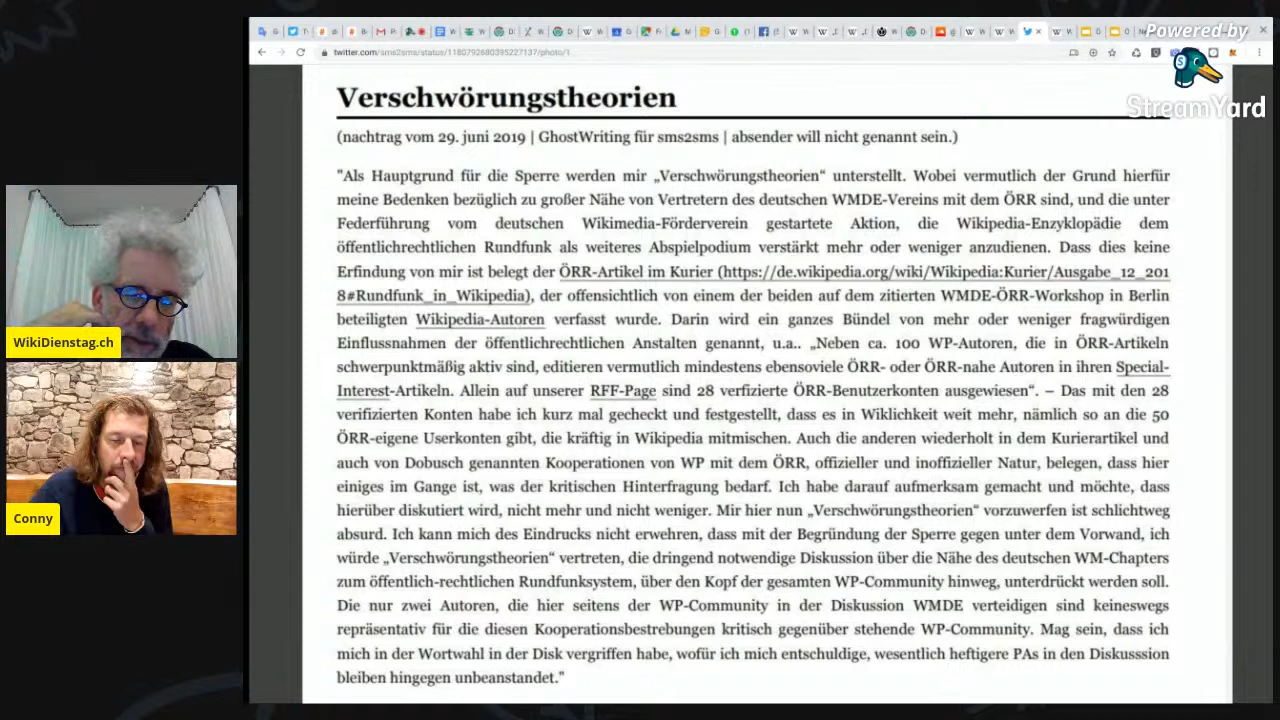 Powered by
StreamYard
twitter.com/sms2sms/status/1180792680395227137/photo/1
Verschwörungstheorien
(nachtrag vom 29. juni 2019 | GhostWriting für sms2sms | absender will nicht genannt sein.)
"Als Hauptgrund für die Sperre werden mir „Verschwörungstheorien“ unterstellt. Wobei vermutlich der Grund hierfür
meine Bedenken bezüglich zu großer Nähe von Vertretern des deutschen WMDE-Vereins mit dem ÖRR sind, und die unter
Federführung vom deutschen Wikimedia-Förderverein gestartete Aktion, die Wikipedia-Enzyklopädie dem
öffentlichrechtlichen Rundfunk als weiteres Abspielpodium verstärkt mehr oder weniger anzudienen. Dass dies keine
Erfindung von mir ist belegt der ÖRR-Artikel im Kurier (https://de.wikipedia.org/wiki/Wikipedia:Kurier/Ausgabe_12_201
8#Rundfunk_in_Wikipedia), der offensichtlich von einem der beiden auf dem zitierten WMDE-ÖRR-Workshop in Berlin
beteiligten Wikipedia-Autoren verfasst wurde. Darin wird ein ganzes Bündel von mehr oder weniger fragwürdigen
Einflussnahmen der öffentlichrechtlichen Anstalten genannt, u.a.. „Neben ca. 100 WP-Autoren, die in ÖRR-Artikeln
schwerpunktmäßig aktiv sind, editieren vermutlich mindestens ebensoviele ÖRR- oder ÖRR-nahe Autoren in ihren Special-
Interest-Artikeln. Allein auf unserer RFF-Page sind 28 verfizierte ÖRR-Benutzerkonten ausgewiesen“. – Das mit den 28
verifizierten Konten habe ich kurz mal gecheckt und festgestellt, dass es in Wiklichkeit weit mehr, nämlich so an die 50
ÖRR-eigene Userkonten gibt, die kräftig in Wikipedia mitmischen. Auch die anderen wiederholt in dem Kurierartikel und
auch von Dobusch genannten Kooperationen von WP mit dem ÖRR, offizieller und inoffizieller Natur, belegen, dass hier
einiges im Gange ist, was der kritischen Hinterfragung bedarf. Ich habe darauf aufmerksam gemacht und möchte, dass
hierüber diskutiert wird, nicht mehr und nicht weniger. Mir hier nun „Verschwörungstheorien“ vorzuwerfen ist schlichtweg
absurd. Ich kann mich des Eindrucks nicht erwehren, dass mit der Begründung der Sperre gegen unter dem Vorwand, ich
würde „Verschwörungstheorien“ vertreten, die dringend notwendige Diskussion über die Nähe des deutschen WM-Chapters
zum öffentlich-rechtlichen Rundfunksystem, über den Kopf der gesamten WP-Community hinweg, unterdrückt werden soll.
Die nur zwei Autoren, die hier seitens der WP-Community in der Diskussion WMDE verteidigen sind keineswegs
repräsentativ für die diesen Kooperationsbestrebungen kritisch gegenüber stehende WP-Community. Mag sein, dass ich
mich in der Wortwahl in der Disk vergriffen habe, wofür ich mich entschuldige, wesentlich heftigere PAs in den Diskusssion
bleiben hingegen unbeanstandet."
WikiDienstag.ch
Conny